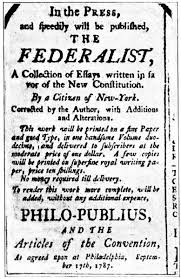 In the Press,
and speedily will be published,
THE
FEDERALIST,
A Collection of Essays written in fa
vor of the New Constitution.
By a Citizen of New-York.
Corrected by the Author, with Additions
and Alterations.
This work will be printed on a fine Paper
and good Type, in one handsome Volume duo-
decimo, and delivered to subscribers at the
moderate price of one dollar. A few copies
will be printed on superfine royal writing pa-
per, price ten shillings.
No money required till delivery.
To render this work more complete, will be
added, without any additional expence,
PHILO-PUBLIUS,
AND THE
Articles of the Convention,
As agreed upon at Philadelphia, Septem-
ber 17th, 1787.